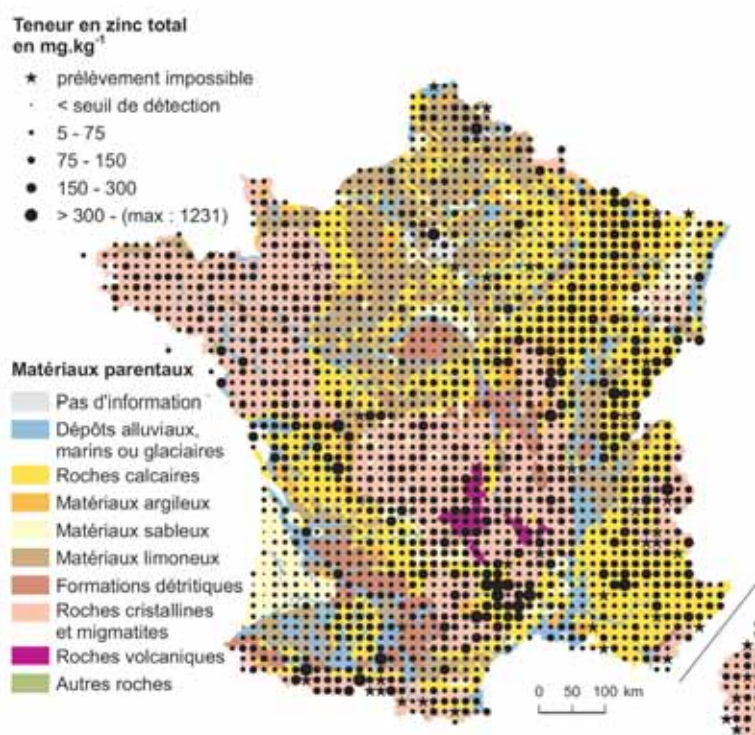 Teneur en zinc total
en mg.kg-1
prélèvement impossible
< seuil de détection
5 - 75
75 - 150
150 - 300
> 300 - (max : 1231)
Matériaux parentaux
Pas d'information
Dépôts alluviaux,
marins ou glaciaires
Roches calcaires
Matériaux argileux
Matériaux sableux
Matériaux limoneux
Formations détritiques
Roches cristallines
et migmatites
Roches volcaniques
Autres roches
0 50 100 km